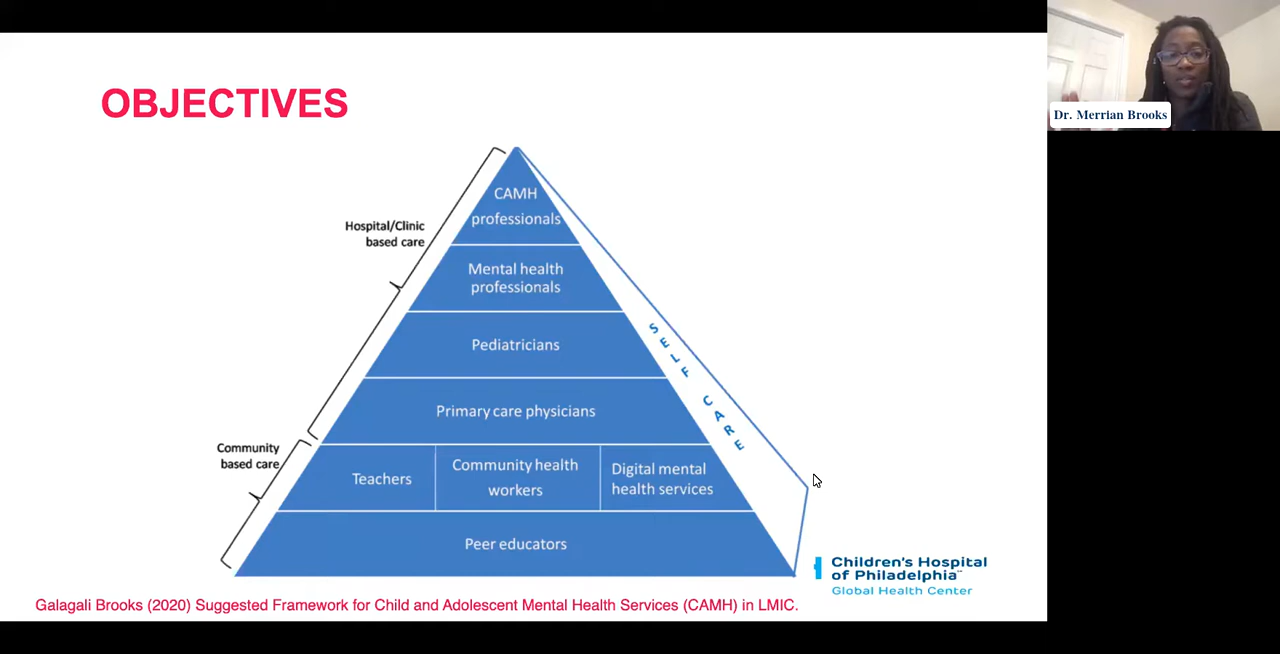 Dr. Merrian Brooks
OBJECTIVES
CAMH
professionals
Hospital/Clinic
based care
Mental health
professionals
Pediatricians
SELF CARE
Primary care physicians
Community
based care
Teachers
Community health
workers
Digital mental
health services
Peer educators
Children's Hospital
of Philadelphia
Global Health Center
Galagali Brooks (2020) Suggested Framework for Child and Adolescent Mental Health Services (CAMH) in LMIC.